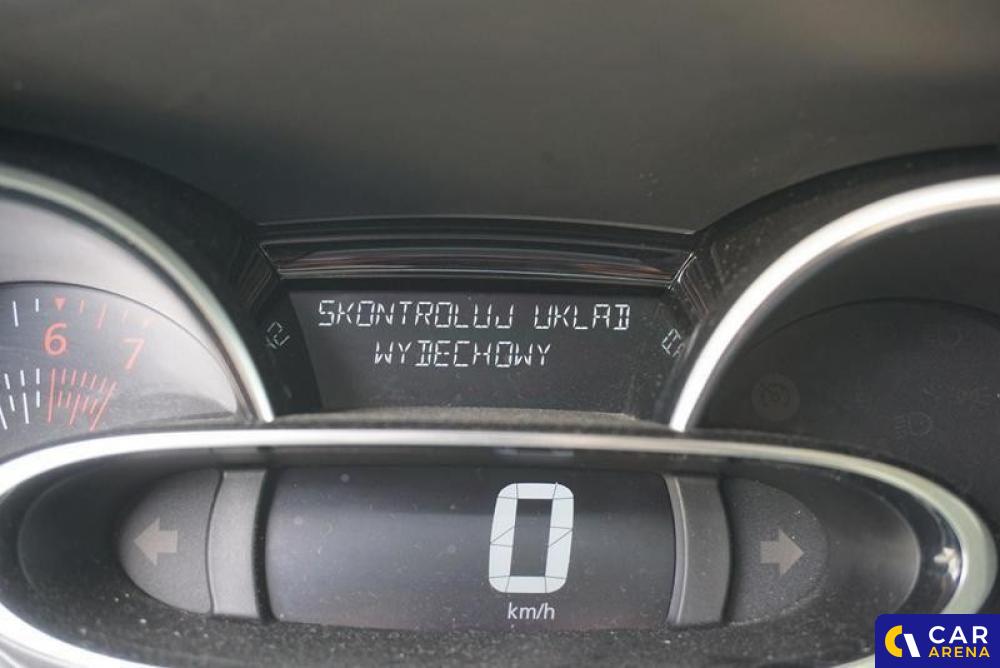 SKONTROLUJ UKLAD
WYDECHOWY
6
7
0
km/h
CAR
ARENA